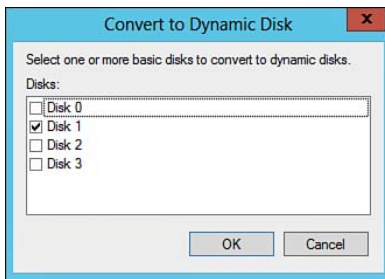 Convert to Dynamic Disk
x
Select one or more basic disks to convert to dynamic disks.
Disks:
Disk 0
Disk 1
Disk 2
Disk 3
OK Cancel